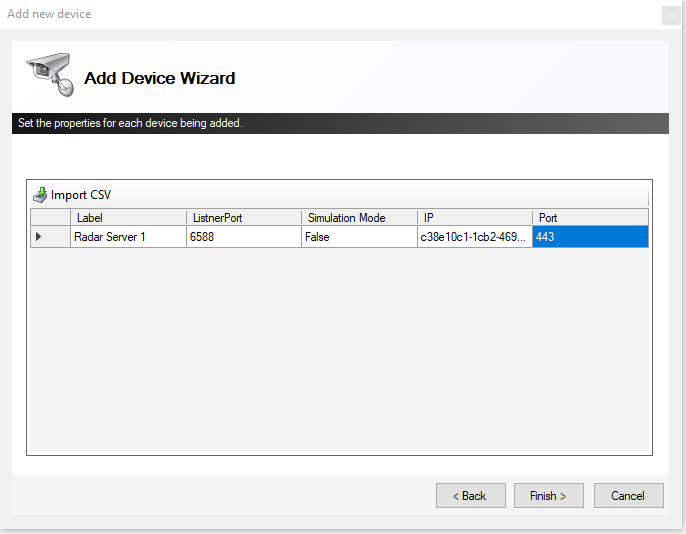 Add new device
Add Device Wizard
Set the properties for each device being added.
Import CSV
Label ListnerPort Simulation Mode IP Port
Radar Server 1 6588 False c38e10c1-1cb2-469... 443
< Back Finish > Cancel